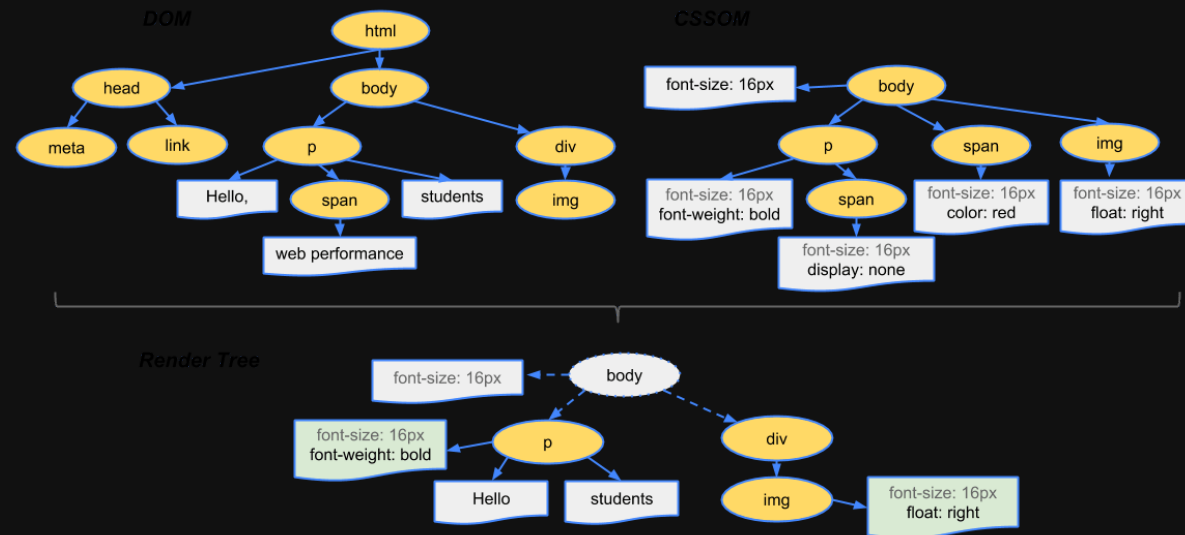 DOM
html
head
body
meta
link
p
div
Hello,
span
students
img
web performance
CSSOM
font-size: 16px
body
p
span
img
font-size: 16px
font-weight: bold
span
font-size: 16px
color: red
font-size: 16px
float: right
font-size: 16px
display: none
Render Tree
font-size: 16px
body
font-size: 16px
font-weight: bold
p
div
Hello
students
img
font-size: 16px
float: right